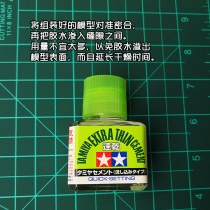 将组装好的模型对准密合，
再把胶水渗入缝隙之间，
用量不宜太多，以免胶水溢出
模型表面，而且延长干燥时间。
TAMIYA EXTRA THIN CEMENT
速乾
タミヤセメント(流し込みタイプ)
QUICK-SETTING